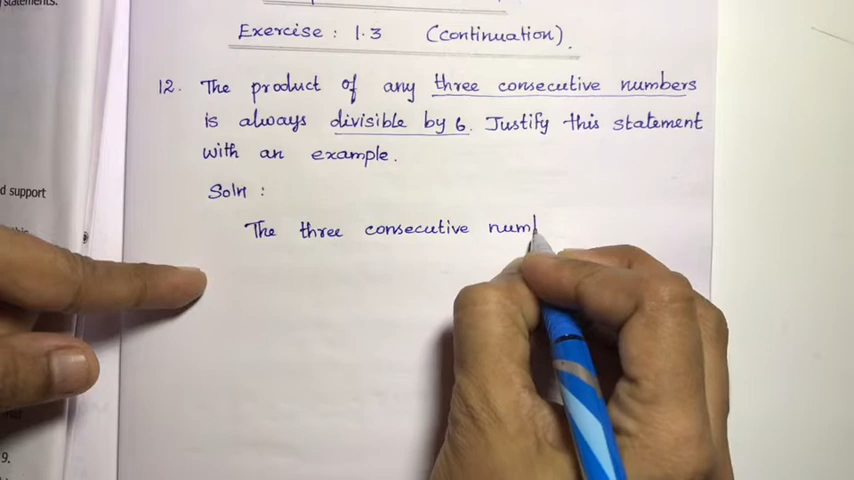 statements.
d support
9.
Exercise : 1.3 (continuation).
12. The product of any three consecutive numbers
is always divisible by 6. Justify this statement
with an example.
Soln :
The three consecutive num